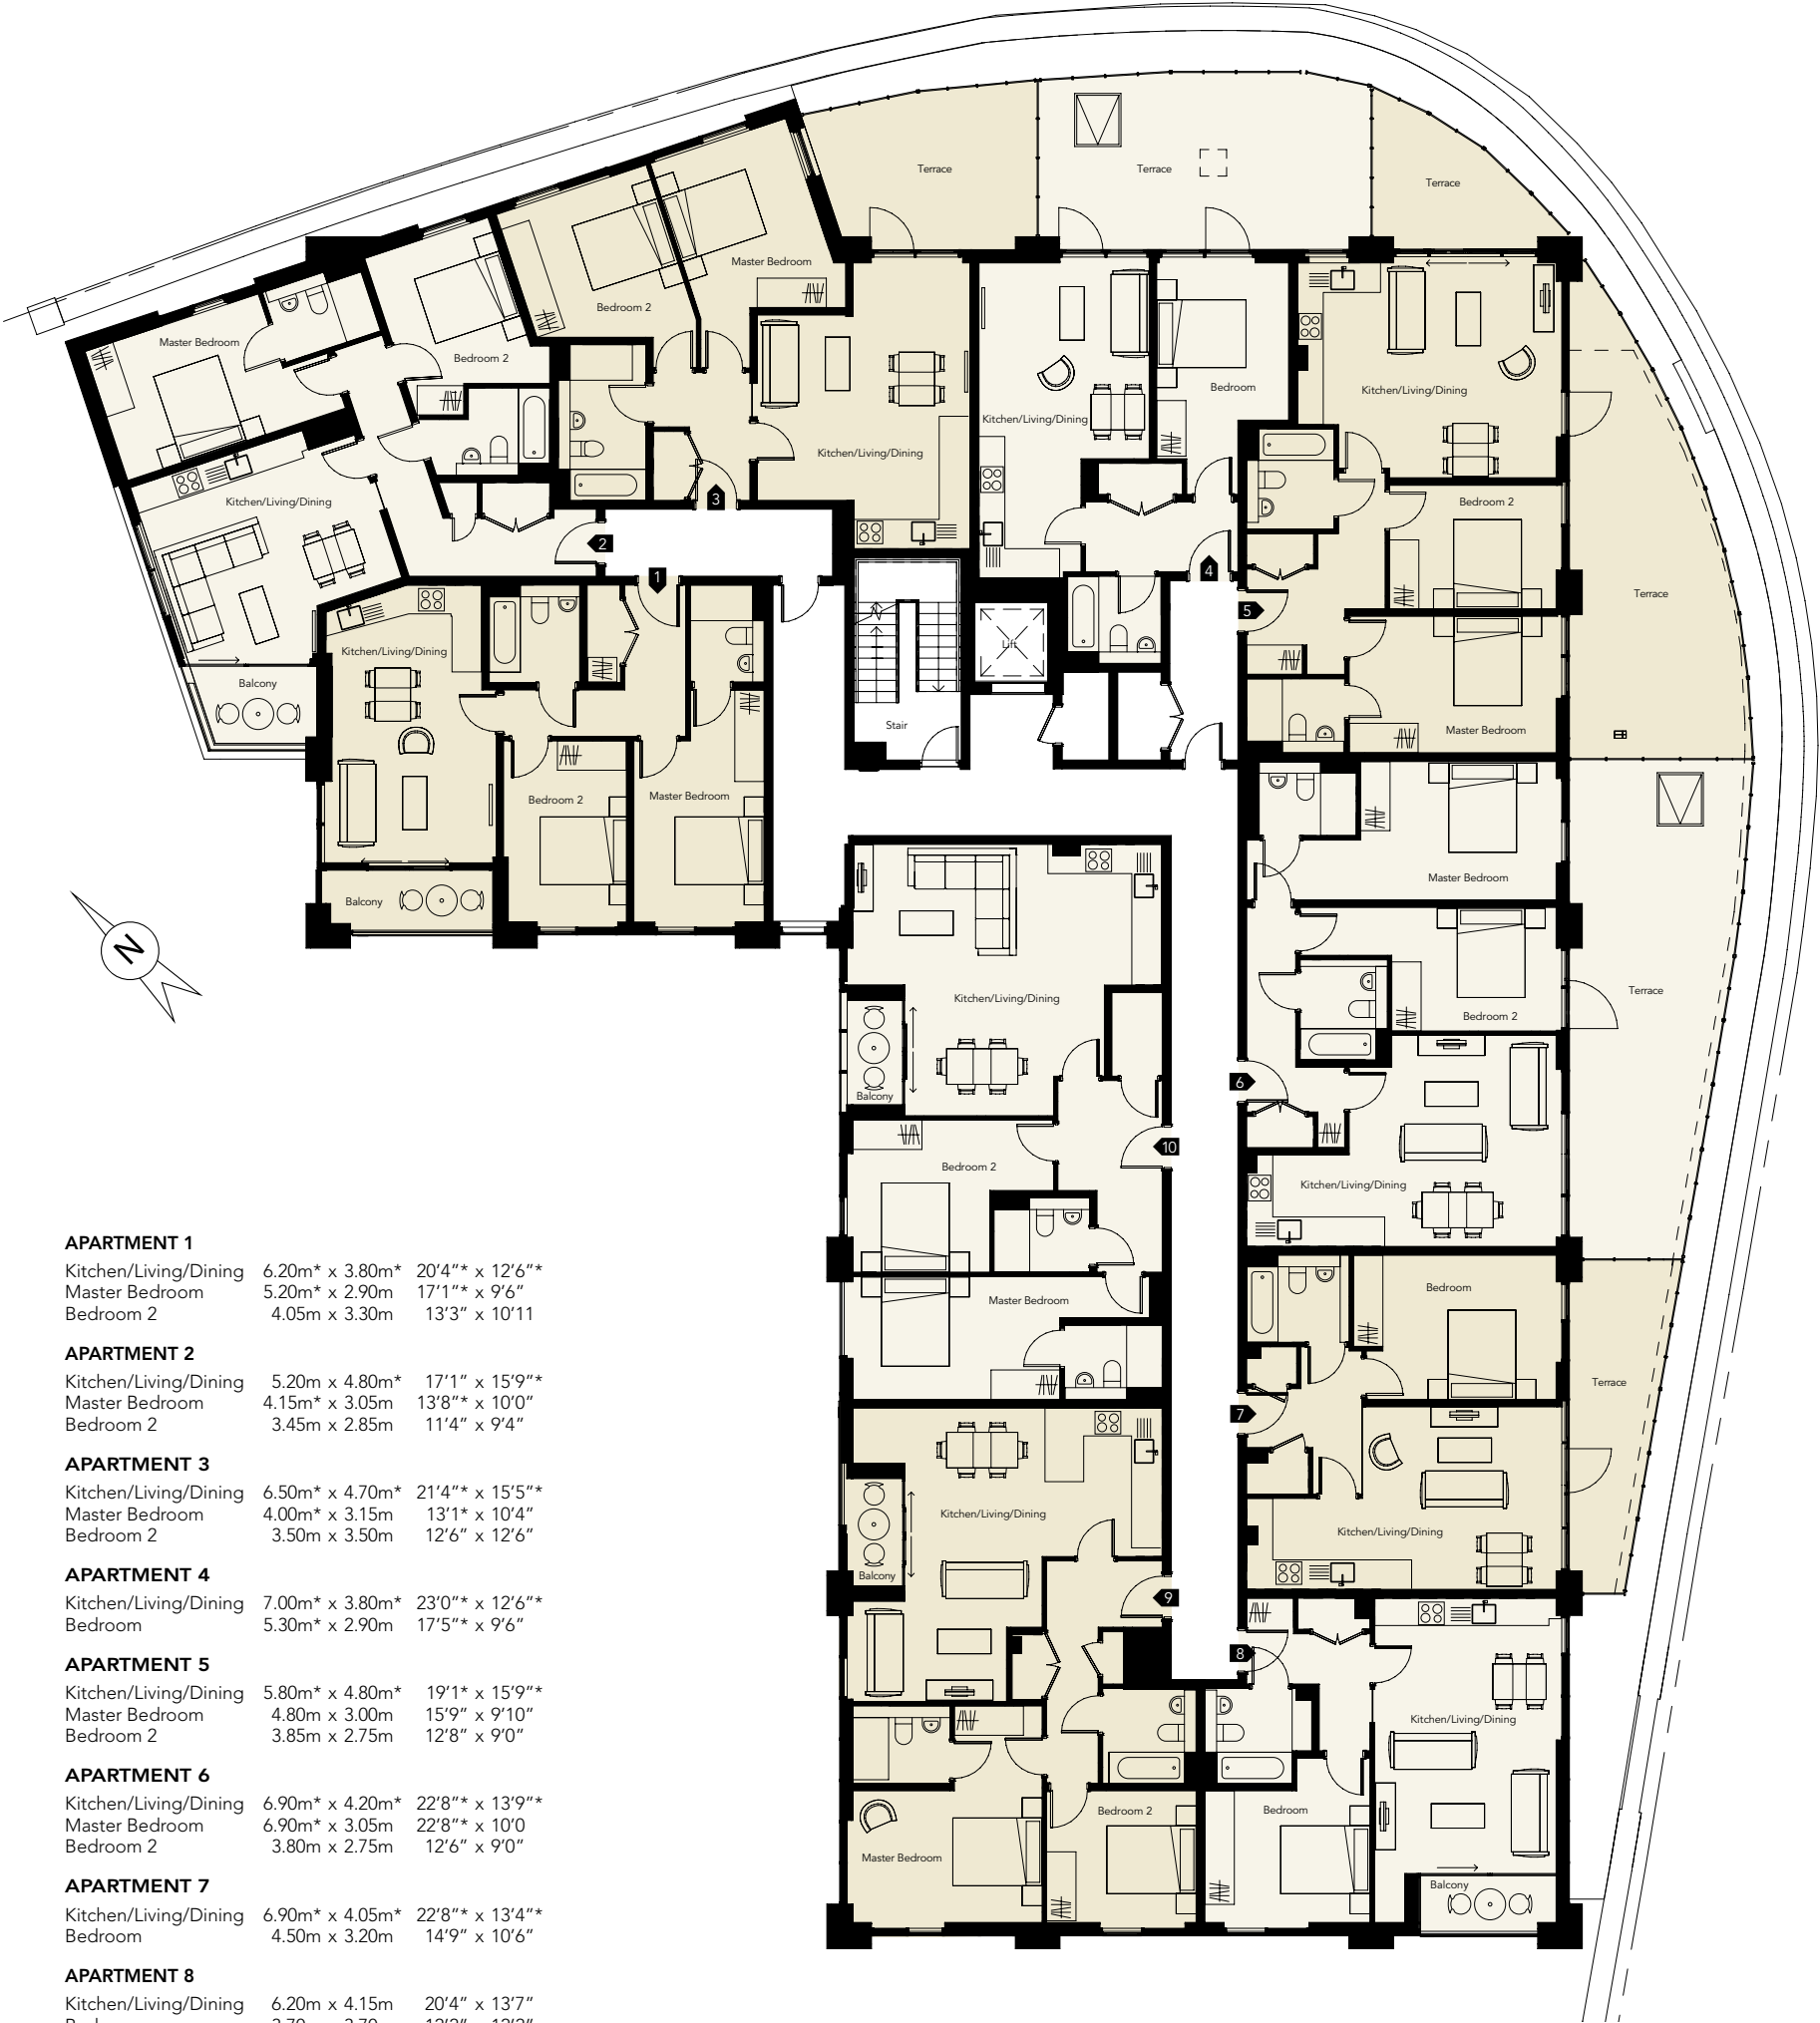 Terrace
Terrace
Terrace
Master Bedroom
Bedroom 2
Master Bedroom
Bedroom 2
Kitchen/Living/Dining
Bedroom
Kitchen/Living/Dining
Kitchen/Living/Dining
Kitchen/Living/Dining
Kitchen/Living/Dining
3
2
1
4
5
Bedroom 2
Terrace
Lift
Kitchen/Living/Dining
Balcony
Stair
Master Bedroom
Bedroom 2
Master Bedroom
Balcony
N
Master Bedroom
Kitchen/Living/Dining
Terrace
Bedroom 2
Balcony
6
10
Bedroom 2
Kitchen/Living/Dining
Master Bedroom
Bedroom
Terrace
7
Kitchen/Living/Dining
Kitchen/Living/Dining
Balcony
9
8
Kitchen/Living/Dining
Bedroom 2
Bedroom
Master Bedroom
Balcony
APARTMENT 1
Kitchen/Living/Dining 6.20m* x 3.80m* 20’4”* x 12’6”*
Master Bedroom 5.20m* x 2.90m 17’1”* x 9’6”
Bedroom 2 4.05m x 3.30m 13’3” x 10’11
APARTMENT 2
Kitchen/Living/Dining 5.20m x 4.80m* 17’1” x 15’9”*
Master Bedroom 4.15m* x 3.05m 13’8”* x 10’0”
Bedroom 2 3.45m x 2.85m 11’4” x 9’4”
APARTMENT 3
Kitchen/Living/Dining 6.50m* x 4.70m* 21’4”* x 15’5”*
Master Bedroom 4.00m* x 3.15m 13’1* x 10’4”
Bedroom 2 3.50m x 3.50m 12’6” x 12’6”
APARTMENT 4
Kitchen/Living/Dining 7.00m* x 3.80m* 23’0”* x 12’6”*
Bedroom 5.30m* x 2.90m 17’5”* x 9’6”
APARTMENT 5
Kitchen/Living/Dining 5.80m* x 4.80m* 19’1* x 15’9”*
Master Bedroom 4.80m x 3.00m 15’9” x 9’10”
Bedroom 2 3.85m x 2.75m 12’8” x 9’0”
APARTMENT 6
Kitchen/Living/Dining 6.90m* x 4.20m* 22’8”* x 13’9”*
Master Bedroom 6.90m* x 3.05m 22’8”* x 10’0
Bedroom 2 3.80m x 2.75m 12’6” x 9’0”
APARTMENT 7
Kitchen/Living/Dining 6.90m* x 4.05m* 22’8”* x 13’4”*
Bedroom 4.50m x 3.20m 14’9” x 10’6”
APARTMENT 8
Kitchen/Living/Dining 6.20m x 4.15m 20’4” x 13’7”